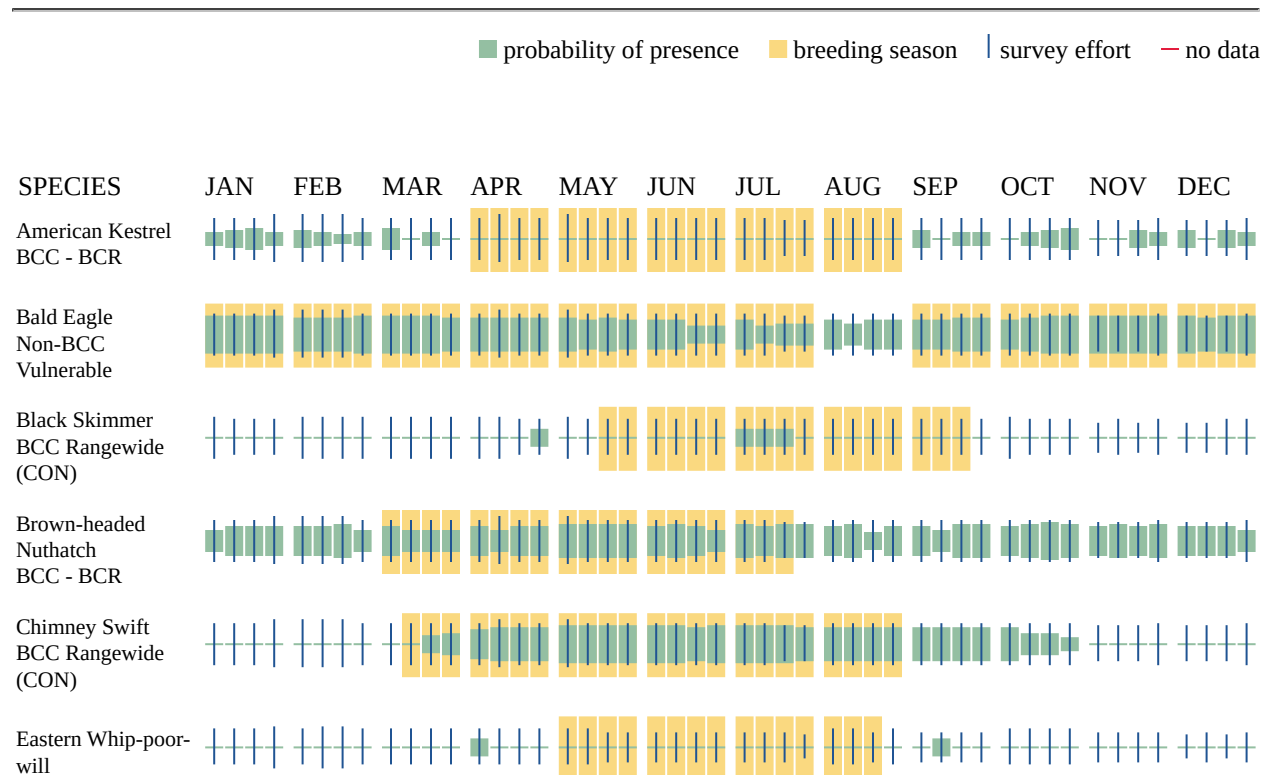 probability of presence breeding season survey effort no data
SPECIES JAN FEB MAR APR MAY JUN JUL AUG SEP OCT NOV DEC
American Kestrel
BCC - BCR
Bald Eagle
Non-BCC
Vulnerable
Black Skimmer
BCC Rangewide
(CON)
Brown-headed
Nuthatch
BCC - BCR
Chimney Swift
BCC Rangewide
(CON)
Eastern Whip-poor-
will